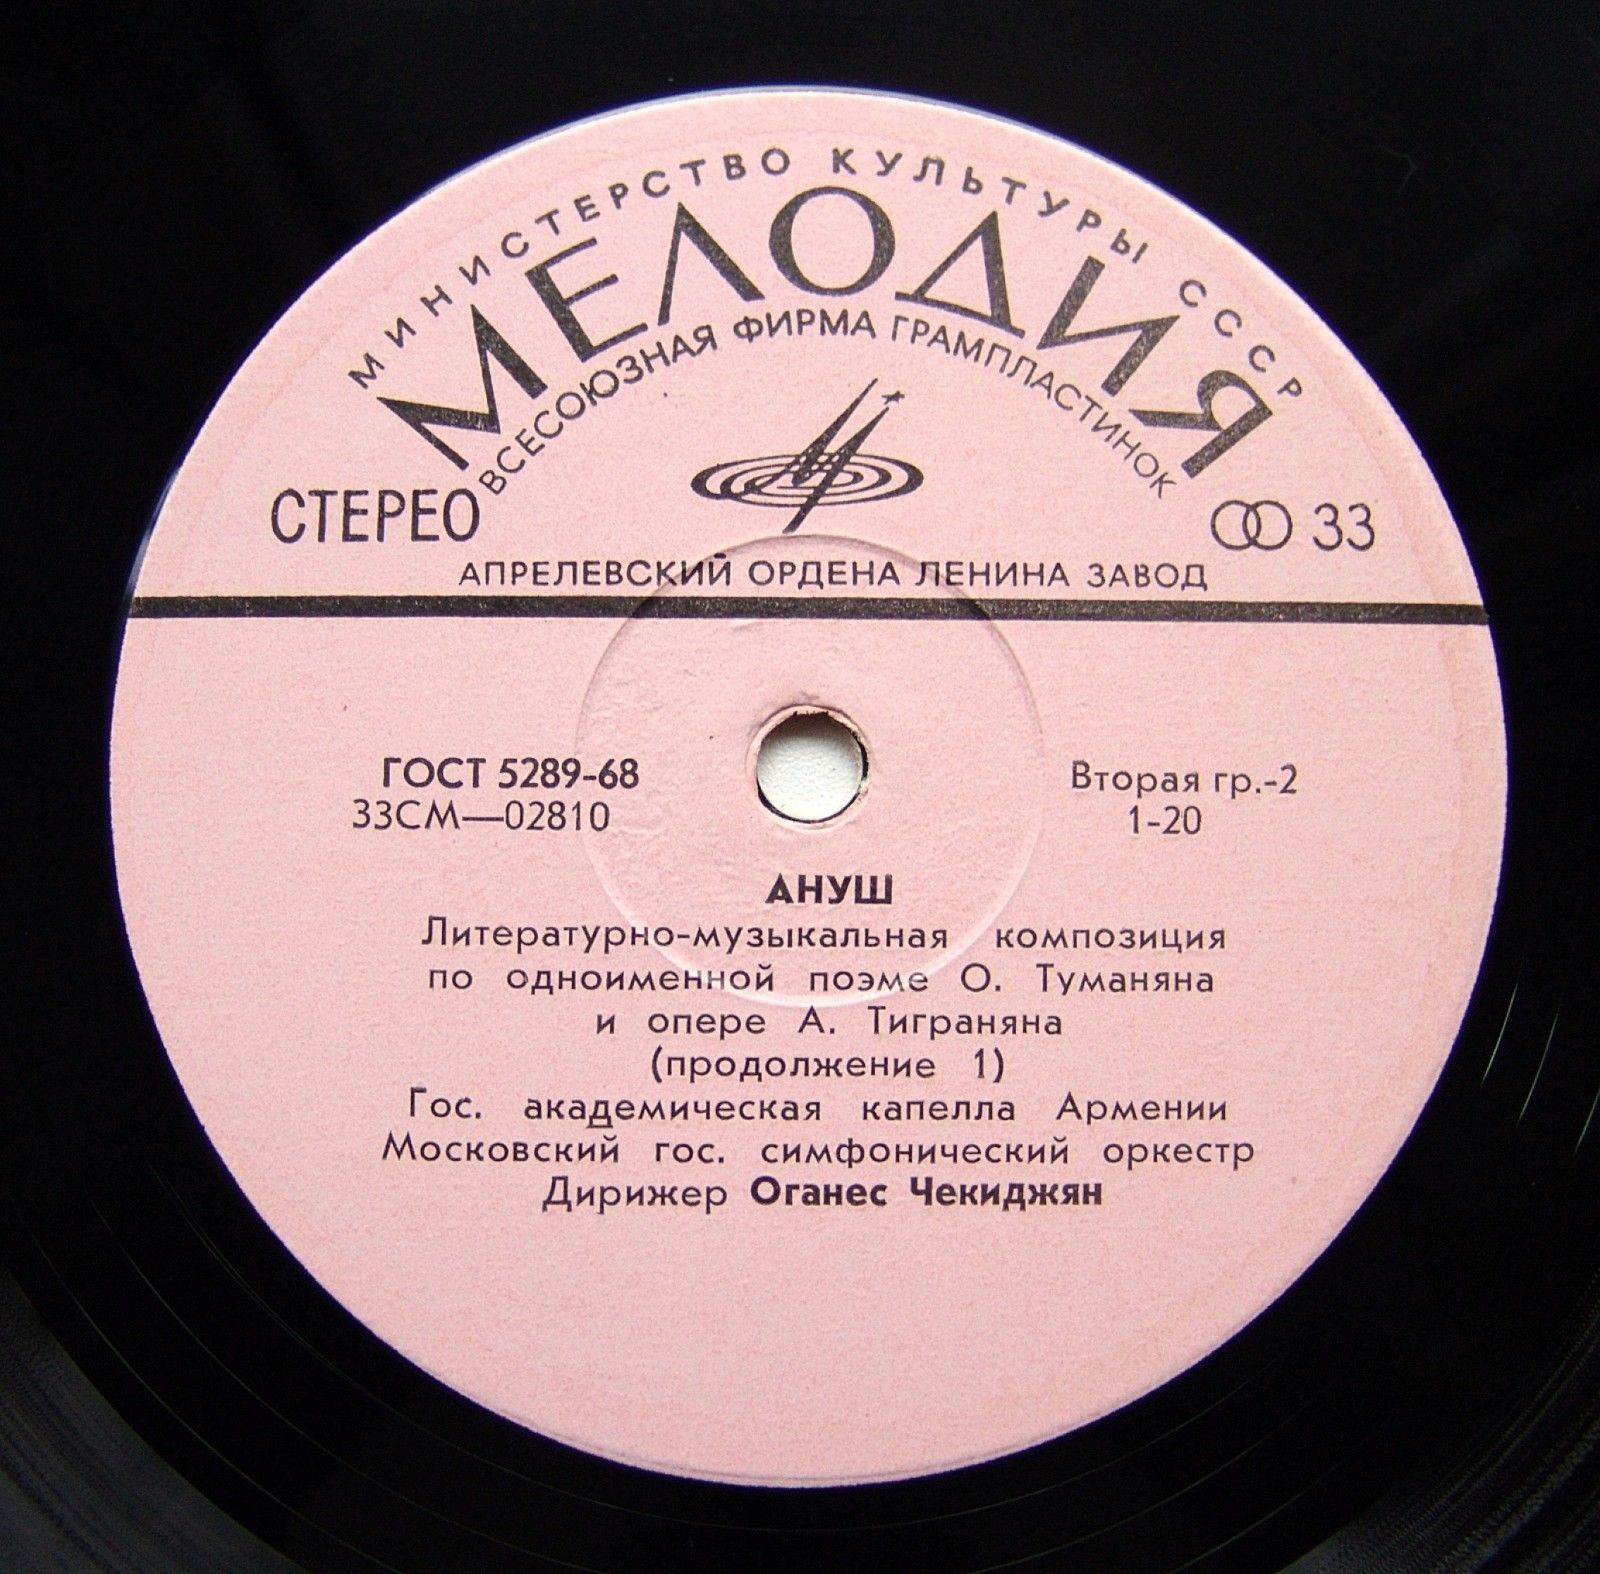 МИНИСТЕРСТВО КУЛЬТУРЫ СССР
МЕЛОДИЯ
ВСЕСОЮЗНАЯ ФИРМА ГРАМПЛАСТИНОК
СТЕРЕО
33
АПРЕЛЕВСКИЙ ОРДЕНА ЛЕНИНА ЗАВОД
ГОСТ 5289-68
33СМ—02810
Вторая гр.-2
1-20
АНУШ
Литературно-музыкальная композиция
по одноименной поэме О. Туманяна
и опере А. Тиграняна
(продолжение 1)
Гос. академическая капелла Армении
Московский гос. симфонический оркестр
Дирижер Оганес Чекиджян